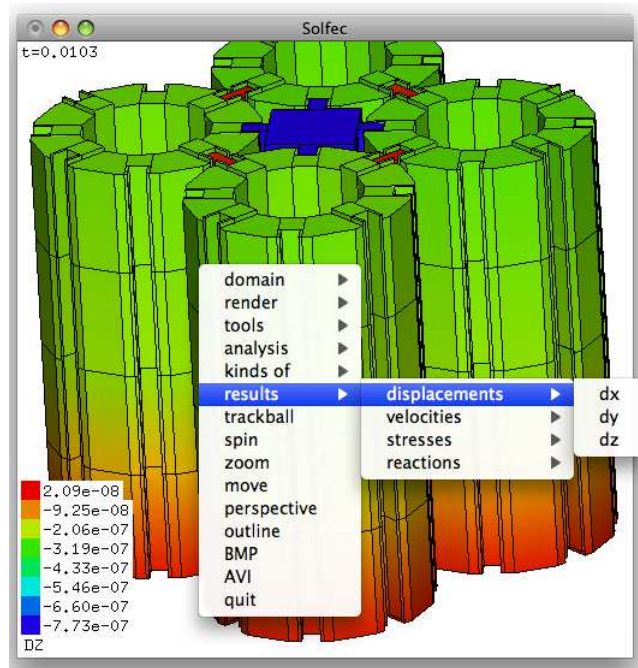 Solfec
t=0.0103
domain
render
tools
analysis
kinds of
results
trackball
spin
zoom
move
perspective
outline
BMP
AVI
quit
displacements
velocities
stresses
reactions
dx
dy
dz
2.09e-08
-9.25e-08
-2.06e-07
-3.19e-07
-4.33e-07
-5.46e-07
-6.60e-07
-7.73e-07
DZ